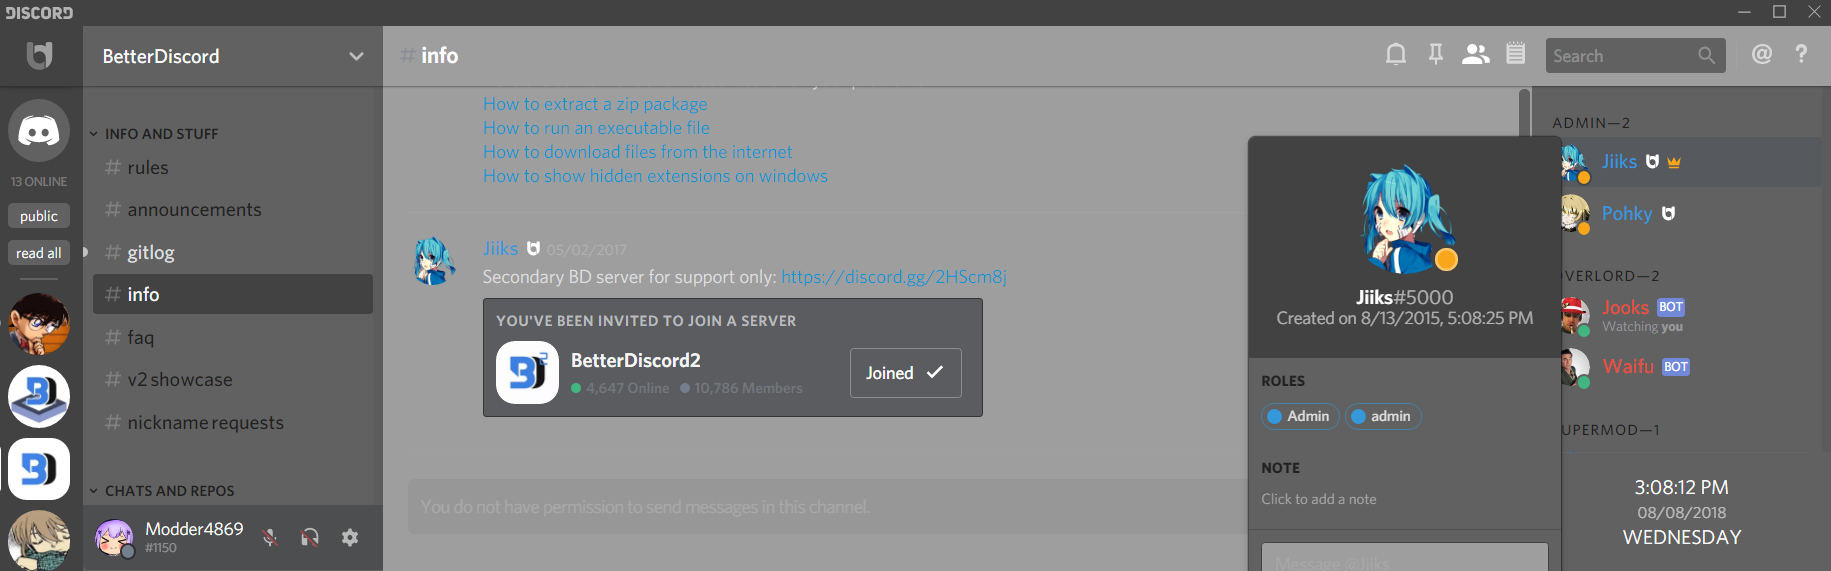 DISCORD
BetterDiscord
# info
Search
@
?
13 ONLINE
public
read all
INFO AND STUFF
# rules
# announcements
# gitlog
# info
# faq
# v2 showcase
# nickname requests
CHATS AND REPOS
Modder4869
#1150
How to extract a zip package
How to run an executable file
How to download files from the internet
How to show hidden extensions on windows
Jiiks 05/02/2017
Secondary BD server for support only: https://discord.gg/2HScm8j
YOU'VE BEEN INVITED TO JOIN A SERVER
BetterDiscord2
4,647 Online 10,786 Members
Joined
You do not have permission to send messages in this channel.
Jiiks#5000
Created on 8/13/2015, 5:08:25 PM
ROLES
Admin admin
NOTE
Click to add a note
Message @Jiiks
ADMIN—2
Jiiks
Pohky
OVERLORD—2
Jooks BOT
Watching you
Waifu BOT
UPERMOD—1
3:08:12 PM
08/08/2018
WEDNESDAY